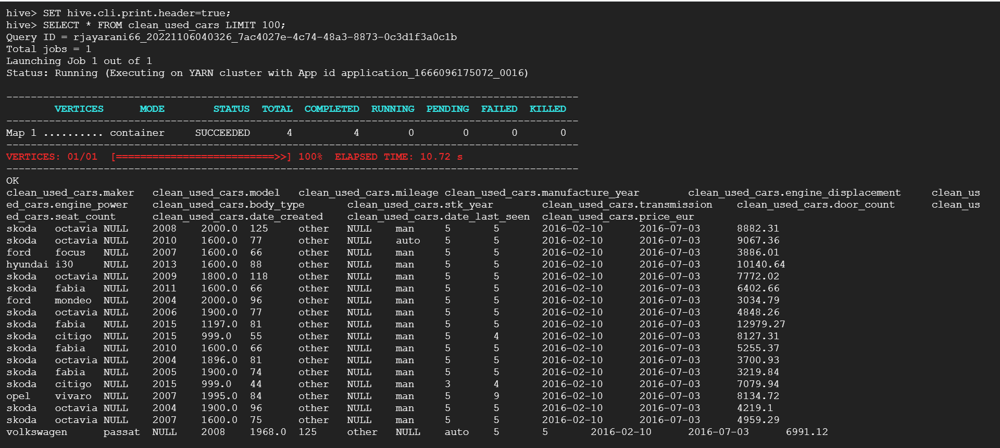 hive> SET hive.cli.print.header=true;
hive> SELECT * FROM clean_used_cars LIMIT 100;
Query ID = rjayarani66_20221106040326_7ac4027e-4c74-48a3-8873-0c3d1f3a0c1b
Total jobs = 1
Launching Job 1 out of 1
Status: Running (Executing on YARN cluster with App id application_1666096175072_0016)
----------------------------------------------------------------------------------------------
        VERTICES      MODE        STATUS  TOTAL  COMPLETED  RUNNING  PENDING  FAILED  KILLED
----------------------------------------------------------------------------------------------
Map 1 .......... container     SUCCEEDED      4          4        0        0       0       0
----------------------------------------------------------------------------------------------
VERTICES: 01/01  [==========================>>] 100%  ELAPSED TIME: 10.72 s
----------------------------------------------------------------------------------------------
OK
clean_used_cars.maker   clean_used_cars.model   clean_used_cars.mileage clean_used_cars.manufacture_year        clean_used_cars.engine_displacement     clean_us
ed_cars.engine_power    clean_used_cars.body_type       clean_used_cars.stk_year        clean_used_cars.transmission    clean_used_cars.door_count      clean_us
ed_cars.seat_count      clean_used_cars.date_created    clean_used_cars.date_last_seen  clean_used_cars.price_eur
skoda   octavia NULL    2008    2000.0  125     other   NULL    man     5       5       2016-02-10      2016-07-03      8882.31
skoda   octavia NULL    2010    1600.0  77      other   NULL    auto    5       5       2016-02-10      2016-07-03      9067.36
ford    focus   NULL    2007    1600.0  66      other   NULL    man     5       5       2016-02-10      2016-07-03      3886.01
hyundai i30     NULL    2013    1600.0  88      other   NULL    man     5       5       2016-02-10      2016-07-03      10140.64
skoda   octavia NULL    2009    1800.0  118     other   NULL    man     5       5       2016-02-10      2016-07-03      7772.02
skoda   fabia   NULL    2011    1600.0  66      other   NULL    man     5       5       2016-02-10      2016-07-03      6402.66
ford    mondeo  NULL    2004    2000.0  96      other   NULL    man     5       5       2016-02-10      2016-07-03      3034.79
skoda   octavia NULL    2006    1900.0  77      other   NULL    man     5       5       2016-02-10      2016-07-03      4848.26
skoda   fabia   NULL    2015    1197.0  81      other   NULL    man     5       5       2016-02-10      2016-07-03      12979.27
skoda   citigo  NULL    2015    999.0   55      other   NULL    man     5       4       2016-02-10      2016-07-03      8127.31
skoda   fabia   NULL    2010    1600.0  66      other   NULL    man     5       5       2016-02-10      2016-07-03      5255.37
skoda   octavia NULL    2004    1896.0  81      other   NULL    man     5       5       2016-02-10      2016-07-03      3700.93
skoda   fabia   NULL    2005    1900.0  74      other   NULL    man     5       5       2016-02-10      2016-07-03      3219.84
skoda   citigo  NULL    2015    999.0   44      other   NULL    man     3       4       2016-02-10      2016-07-03      7079.94
opel    vivaro  NULL    2007    1995.0  84      other   NULL    man     5       9       2016-02-10      2016-07-03      8134.72
skoda   octavia NULL    2004    1900.0  96      other   NULL    man     5       5       2016-02-10      2016-07-03      4219.1
skoda   octavia NULL    2007    1600.0  75      other   NULL    man     5       5       2016-02-10      2016-07-03      4959.29
volkswagen      passat  NULL    2008    1968.0  125     other   NULL    auto    5       5       2016-02-10      2016-07-03      6991.12